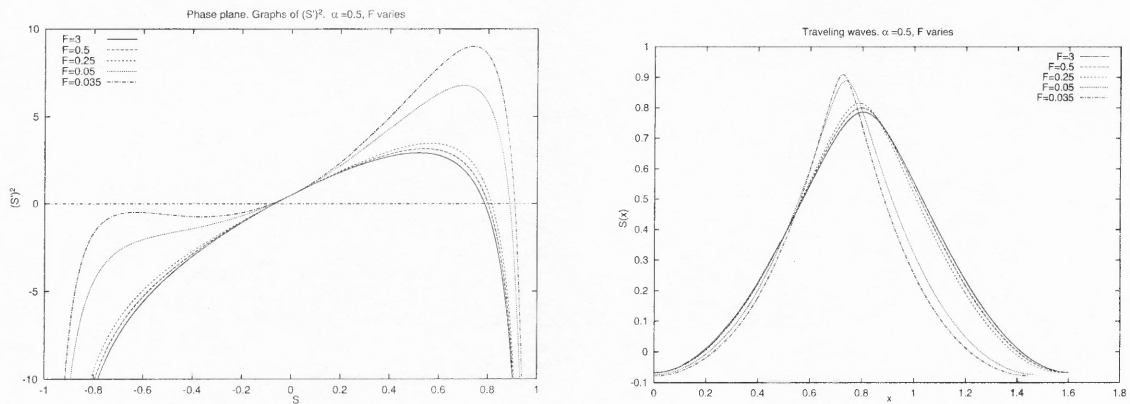 Phase plane. Graphs of (S')². α =0.5, F varies
10
5
0
-5
-10
(S')²
F=3
F=0.5
F=0.25
F=0.05
F=0.035
-1 -0.8 -0.6 -0.4 -0.2 0 0.2 0.4 0.6 0.8 1
S
Traveling waves. α =0.5, F varies
1
0.9
0.8
0.7
0.6
0.5
0.4
0.3
0.2
0.1
0
-0.1
S(x)
F=3
F=0.5
F=0.25
F=0.05
F=0.035
0.0 0.2 0.4 0.6 0.8 1.0 1.2 1.4 1.6 1.8
x